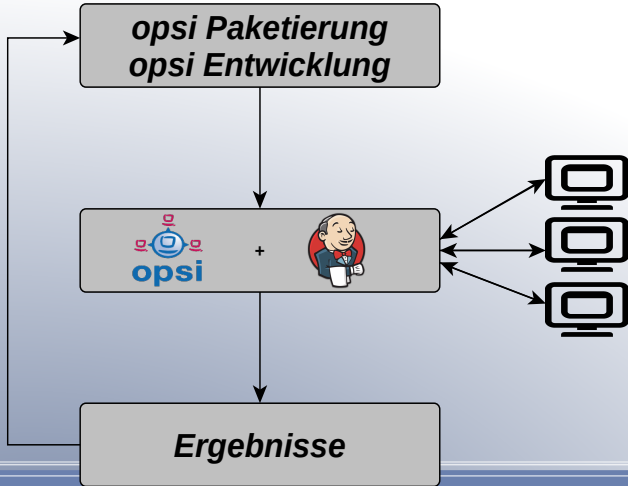 opsi Paketierung
opsi Entwicklung
opsi
+
Ergebnisse